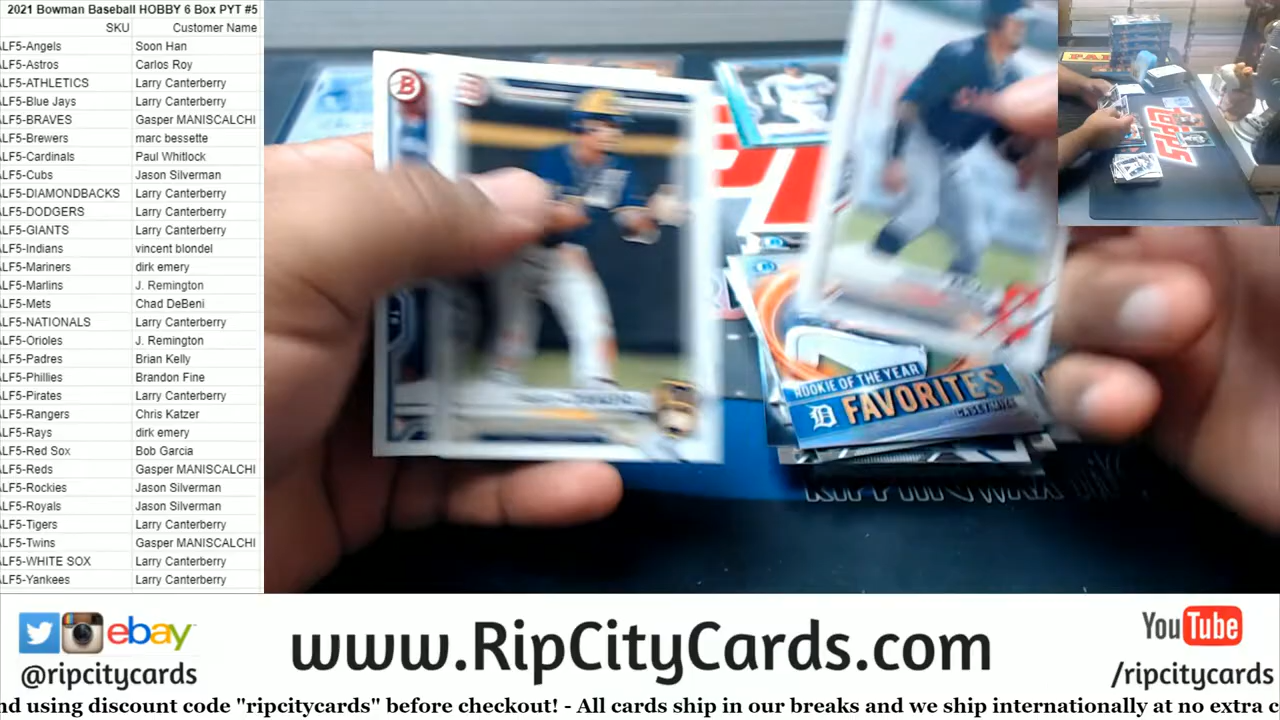 2021 Bowman Baseball HOBBY 6 Box PYT #5
SKU Customer Name
ALF5-Angels Soon Han
ALF5-Astros Carlos Roy
ALF5-ATHLETICS Larry Canterberry
ALF5-Blue Jays Larry Canterberry
ALF5-BRAVES Gasper MANISCALCHI
ALF5-Brewers marc bessette
ALF5-Cardinals Paul Whitlock
ALF5-Cubs Jason Silverman
ALF5-DIAMONDBACKS Larry Canterberry
ALF5-DODGERS Larry Canterberry
ALF5-GIANTS Larry Canterberry
ALF5-Indians vincent blondel
ALF5-Mariners dirk emery
ALF5-Marlins J. Remington
ALF5-Mets Chad DeBeni
ALF5-NATIONALS Larry Canterberry
ALF5-Orioles J. Remington
ALF5-Padres Brian Kelly
ALF5-Phillies Brandon Fine
ALF5-Pirates Larry Canterberry
ALF5-Rangers Chris Katzer
ALF5-Rays dirk emery
ALF5-Red Sox Bob Garcia
ALF5-Reds Gasper MANISCALCHI
ALF5-Rockies Jason Silverman
ALF5-Royals Jason Silverman
ALF5-Tigers Larry Canterberry
ALF5-Twins Gasper MANISCALCHI
ALF5-WHITE SOX Larry Canterberry
ALF5-Yankees Larry Canterberry
B
ROOKIE OF THE YEAR
D FAVORITES
ebay
@ripcitycards
www.RipCityCards.com
YouTube
/ripcitycards
nd using discount code "ripcitycards" before checkout! - All cards ship in our breaks and we ship internationally at no extra c